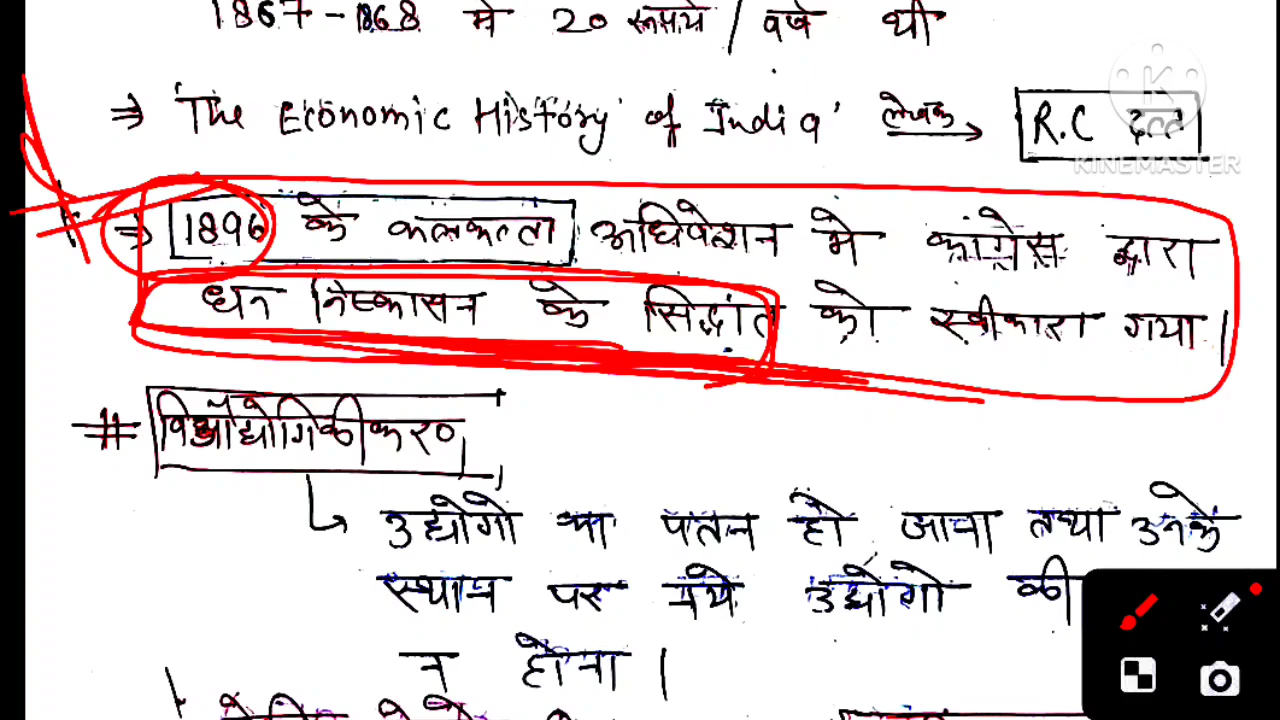 1867-1868 मे 20 रूपये / वर्ष थी
⇒ 'The Economic History of India' लेखक → R.C दत्त
KINEMASTER
⇒ 1896 के कलकत्ता अधिवेशन मे कांग्रेस द्वारा
धन निष्कासन के सिद्धांत को स्वीकारा गया।
# विऔद्योगिकीकरण
↳ उद्योगो का पतन हो जाना तथा उनके
स्थान पर नये उद्योगो की
न होना।